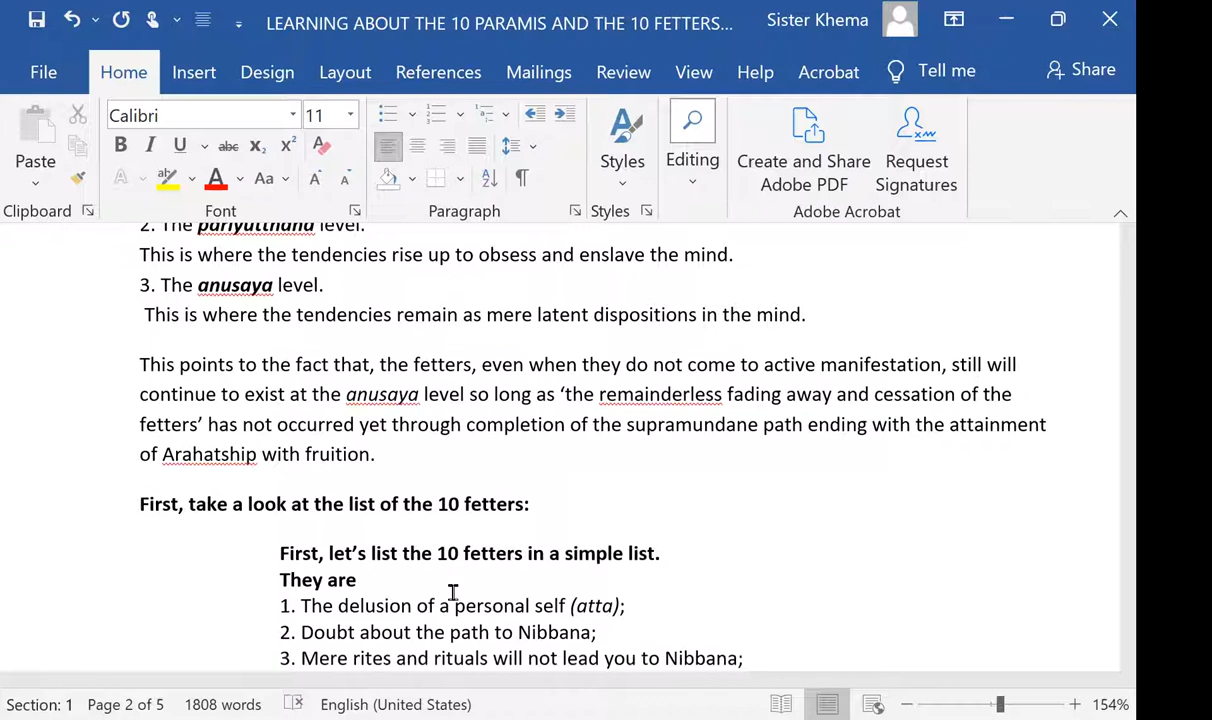 LEARNING ABOUT THE 10 PARAMIS AND THE 10 FETTERS...
Sister Khema
File Home Insert Design Layout References Mailings Review View Help Acrobat Tell me Share
Calibri 11
Paste
Styles
Editing
Create and Share Adobe PDF
Request Signatures
Clipboard Font Paragraph Styles Adobe Acrobat
2. The pariyutthana level.
This is where the tendencies rise up to obsess and enslave the mind.
3. The anusaya level.
This is where the tendencies remain as mere latent dispositions in the mind.
This points to the fact that, the fetters, even when they do not come to active manifestation, still will
continue to exist at the anusaya level so long as ‘the remainderless fading away and cessation of the
fetters’ has not occurred yet through completion of the supramundane path ending with the attainment
of Arahatship with fruition.
First, take a look at the list of the 10 fetters:
First, let’s list the 10 fetters in a simple list.
They are
1. The delusion of a personal self (atta);
2. Doubt about the path to Nibbana;
3. Mere rites and rituals will not lead you to Nibbana;
Section: 1 Page 2 of 5 1808 words English (United States) 154%